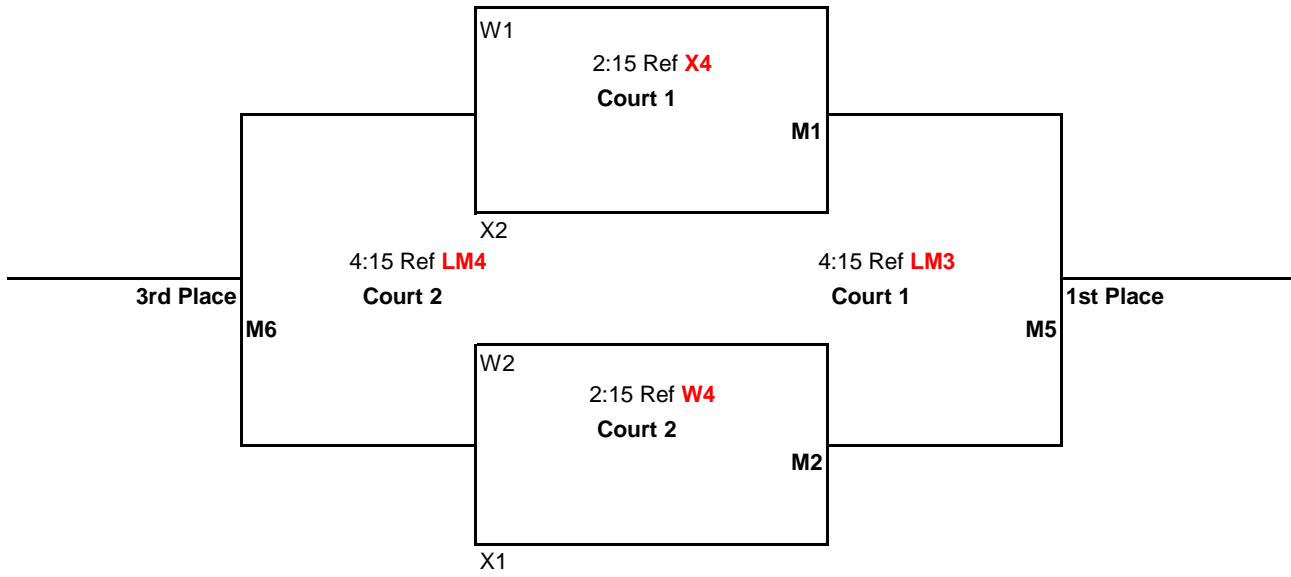 W1
2:15 Ref X4
Court 1
M1
X2
4:15 Ref LM4
4:15 Ref LM3
3rd Place
Court 2
Court 1
1st Place
M6
M5
W2
2:15 Ref W4
Court 2
M2
X1